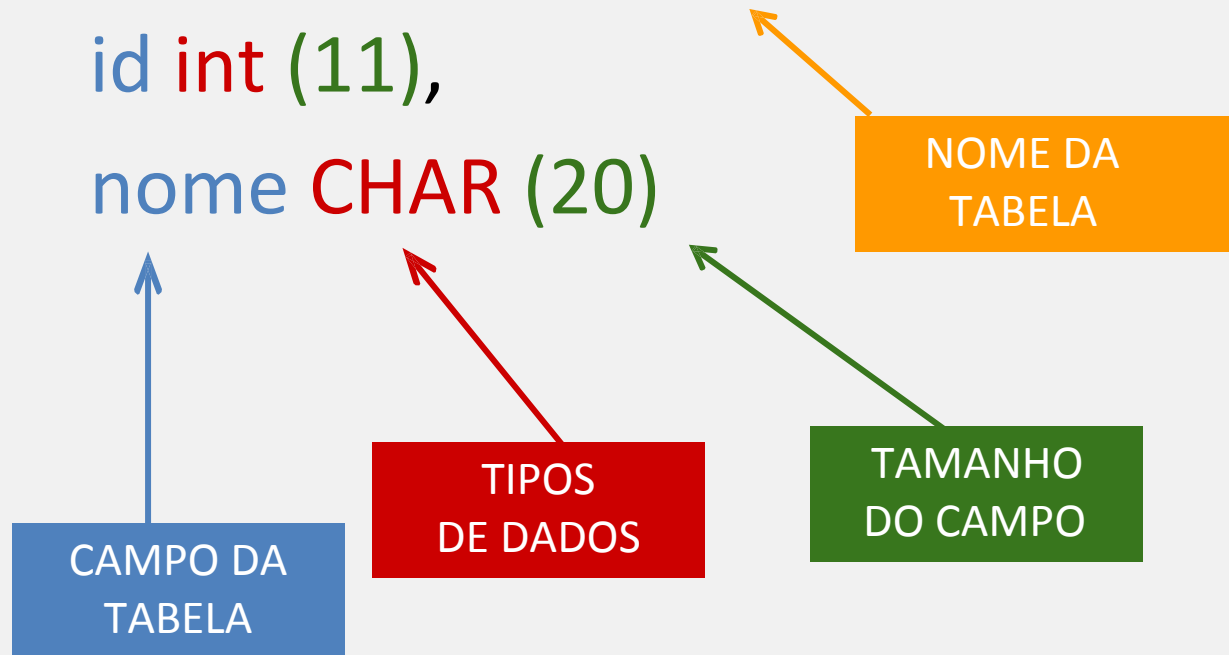 id int (11),
NOME DA
TABELA
nome CHAR (20)
TIPOS
DE DADOS
TAMANHO
DO CAMPO
CAMPO DA
TABELA